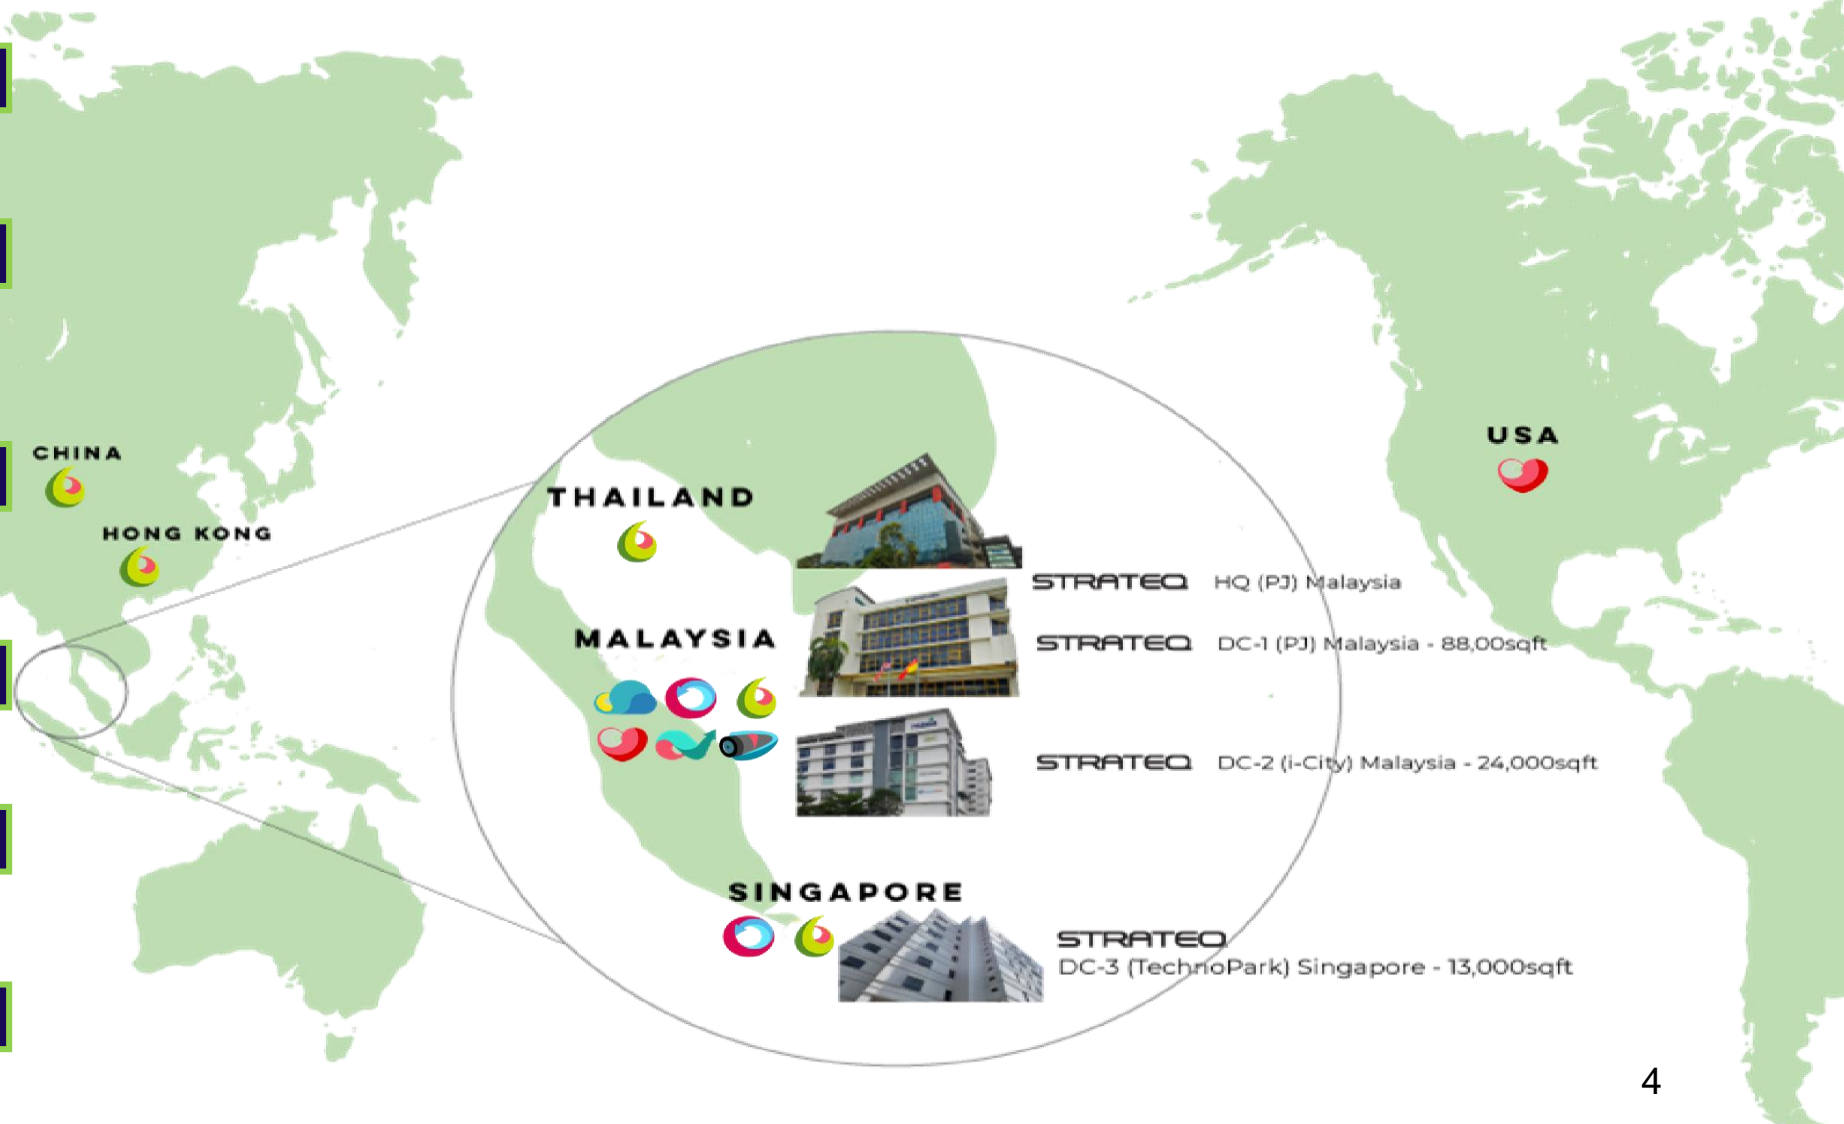 CHINA
HONG KONG
USA
THAILAND
STRATEQ HQ (PJ) Malaysia
MALAYSIA
STRATEQ DC-1 (PJ) Malaysia - 88,00sqft
STRATEQ DC-2 (i-City) Malaysia - 24,000sqft
SINGAPORE
STRATEQ
DC-3 (TechnoPark) Singapore - 13,000sqft
4